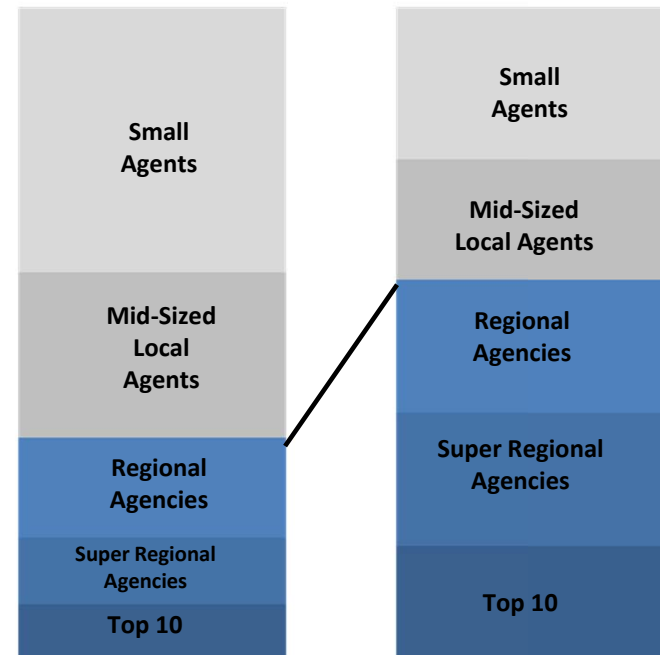 Small
Agents
Mid-Sized
Local
Agents
Regional
Agencies
Super Regional
Agencies
Top 10
Small
Agents
Mid-Sized
Local Agents
Regional
Agencies
Super Regional
Agencies
Top 10